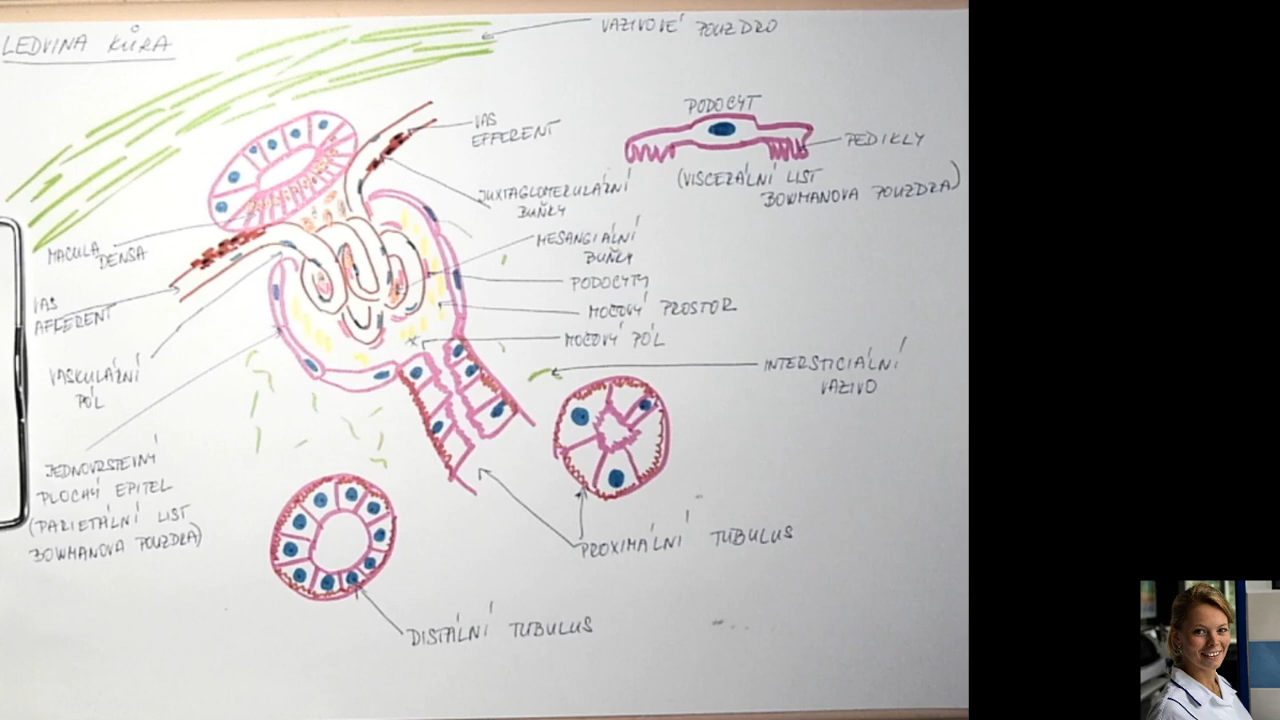 LEDVINA KŮRA
VAZIVOVÉ POUZDRO
VAS
EFFERENT
JUXTAGLOMERULÁRNÍ
BUŇKY
MESANGIÁLNÍ
BUŇKY
PODOCYTY
MOČOVÝ PROSTOR
MOČOVÝ PÓL
PODOCYT
PEDIKLY
(VISCERÁLNÍ LIST
BOWMANOVA POUZDRA)
INTERSTICIÁLNÍ
VAZIVO
MACULA
DENSA
VAS
AFFERENT
VASKULÁRNÍ
PÓL
JEDNOVRSTEVNÝ
PLOCHÝ EPITEL
(PARIETÁLNÍ LIST
BOWMANOVA POUZDRA)
PROXIMÁLNÍ TUBULUS
DISTÁLNÍ TUBULUS